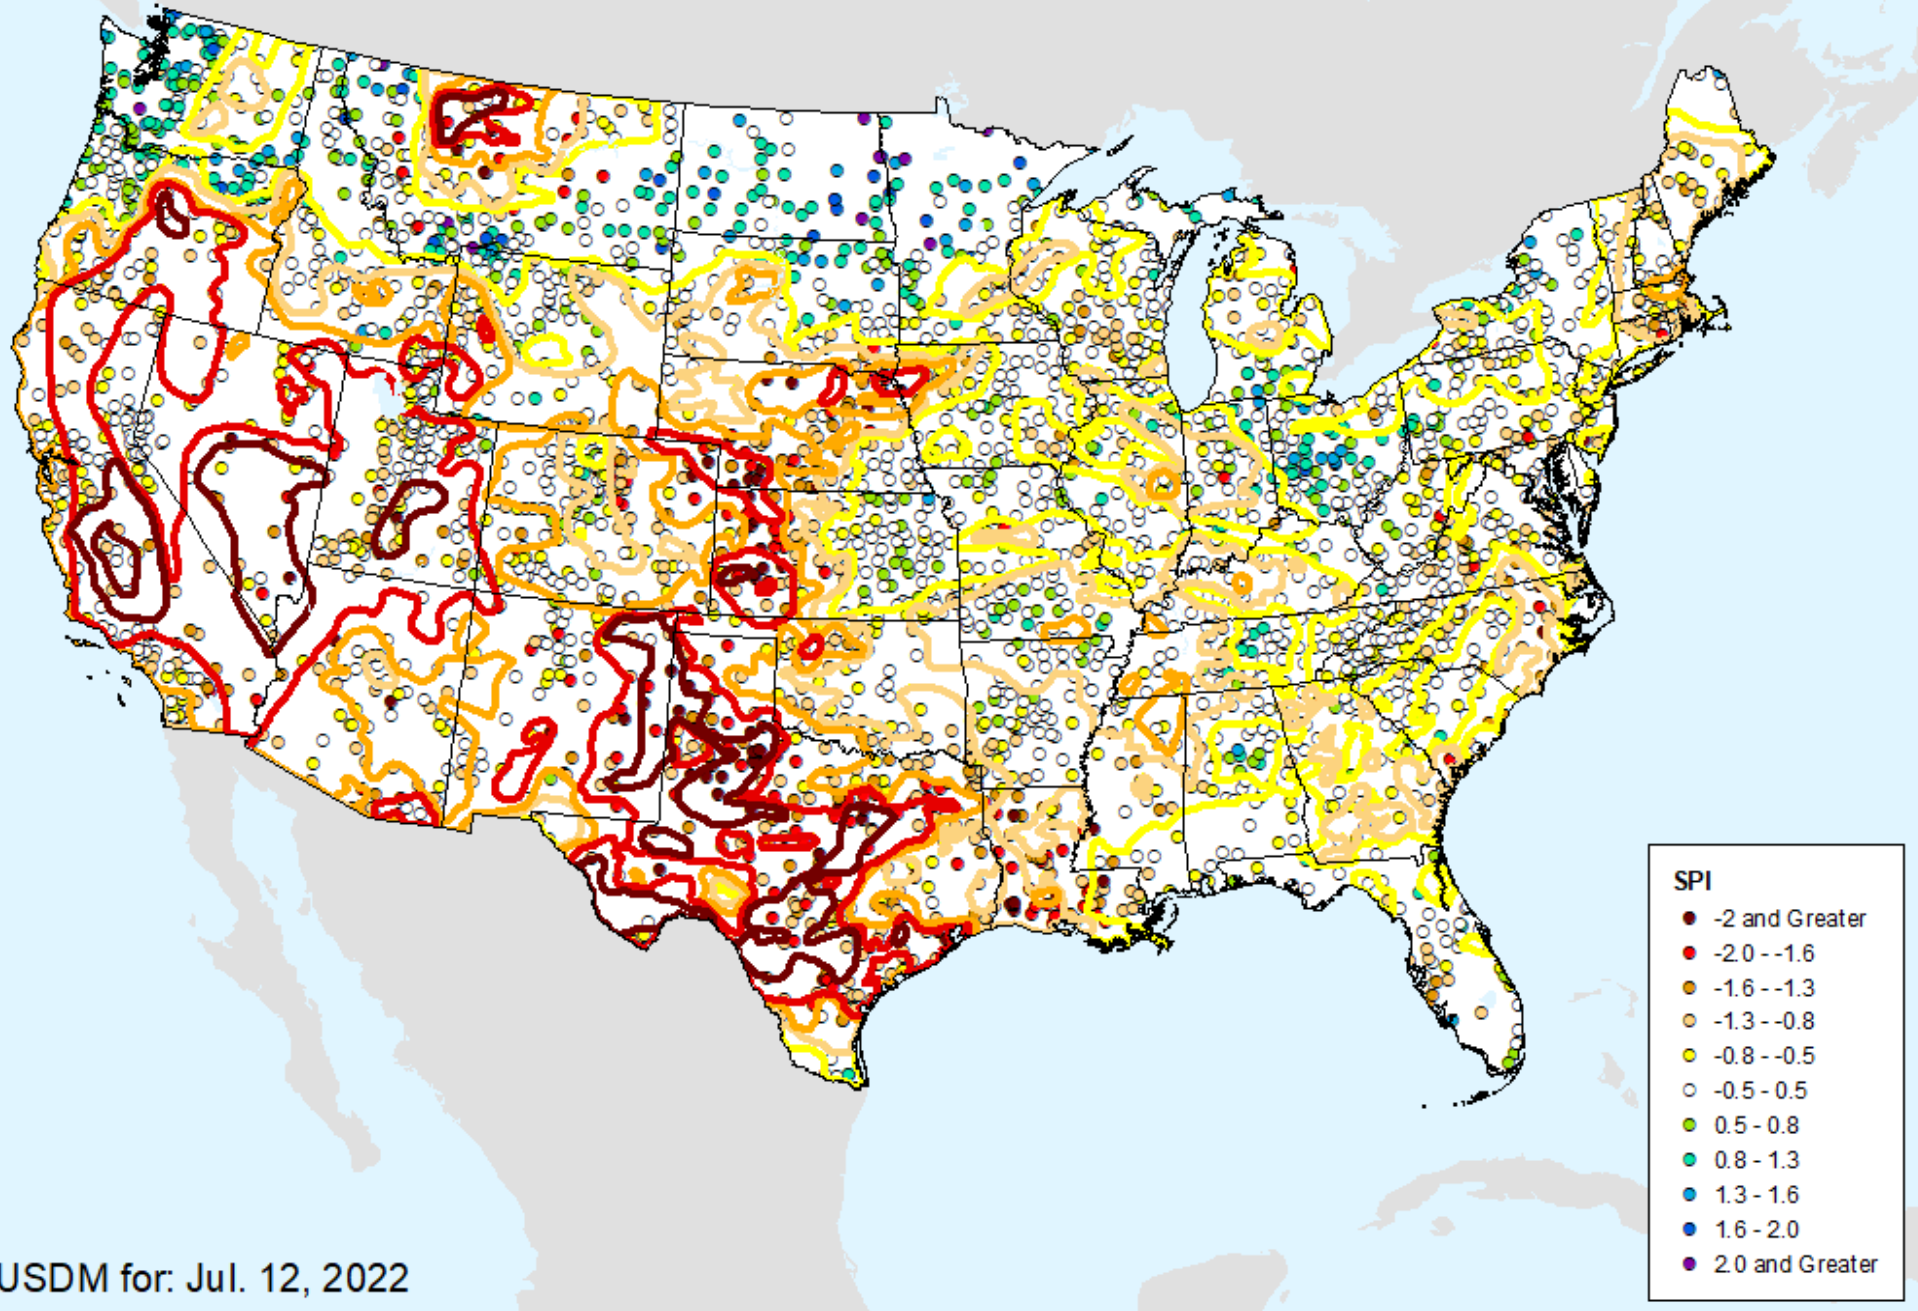 SPI
-2 and Greater
-2.0 - -1.6
-1.6 - -1.3
-1.3 - -0.8
-0.8 - -0.5
-0.5 - 0.5
0.5 - 0.8
0.8 - 1.3
1.3 - 1.6
1.6 - 2.0
2.0 and Greater
USDM for: Jul. 12, 2022